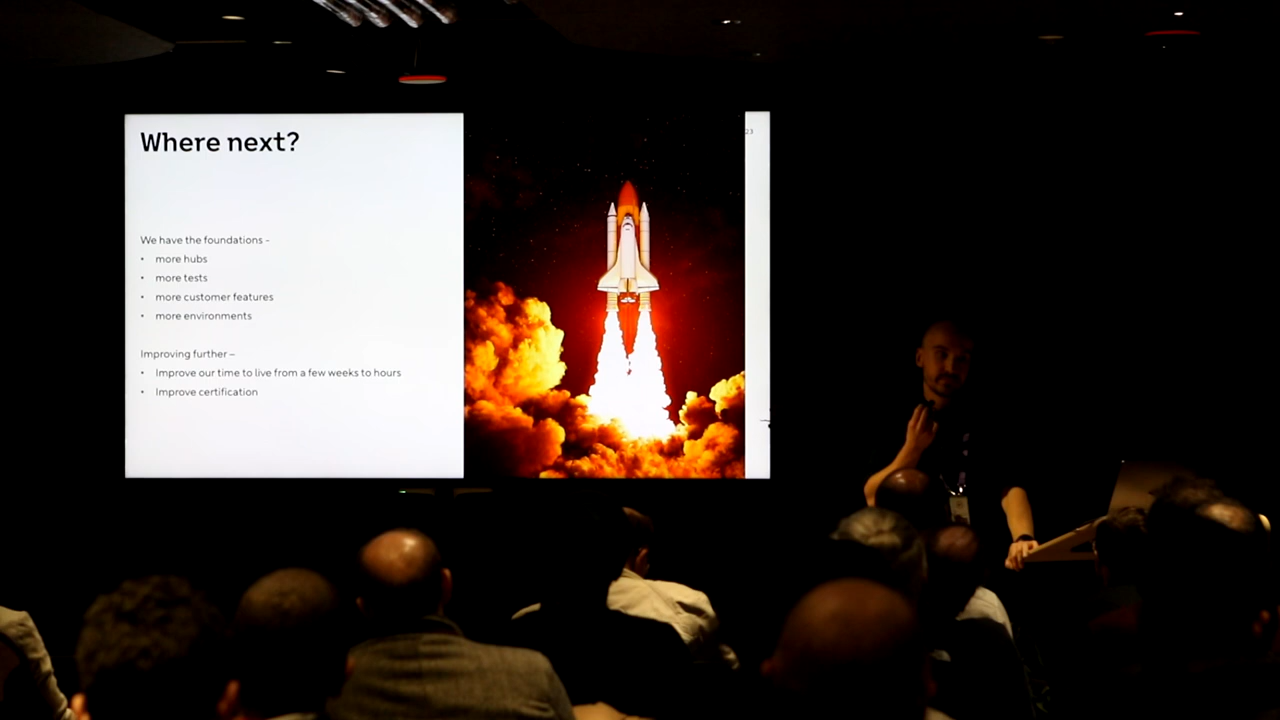 Where next?
23
We have the foundations -
• more hubs
• more tests
• more customer features
• more environments
Improving further –
• Improve our time to live from a few weeks to hours
• Improve certification